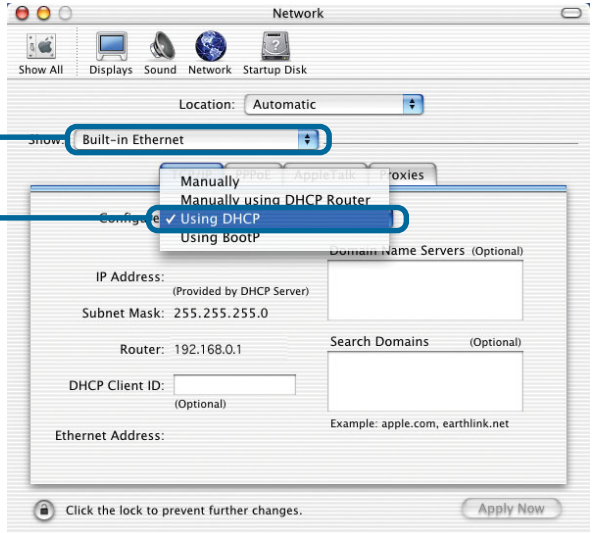 Network
Show All Displays Sound Network Startup Disk
Location: Automatic
Show: Built-in Ethernet
TCP/IP PPPoE AppleTalk Proxies
Manually
Manually using DHCP Router
Configure ✓ Using DHCP
Using BootP
Domain Name Servers (Optional)
IP Address:
(Provided by DHCP Server)
Subnet Mask: 255.255.255.0
Router: 192.168.0.1
Search Domains (Optional)
DHCP Client ID:
(Optional)
Example: apple.com, earthlink.net
Ethernet Address:
Click the lock to prevent further changes.
Apply Now